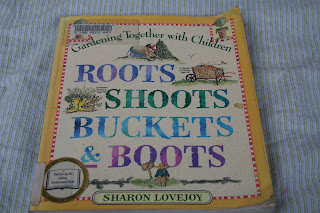 Gardening Together with Children
ROOTS
SHOOTS
BUCKETS
& BOOTS
SHARON LOVEJOY